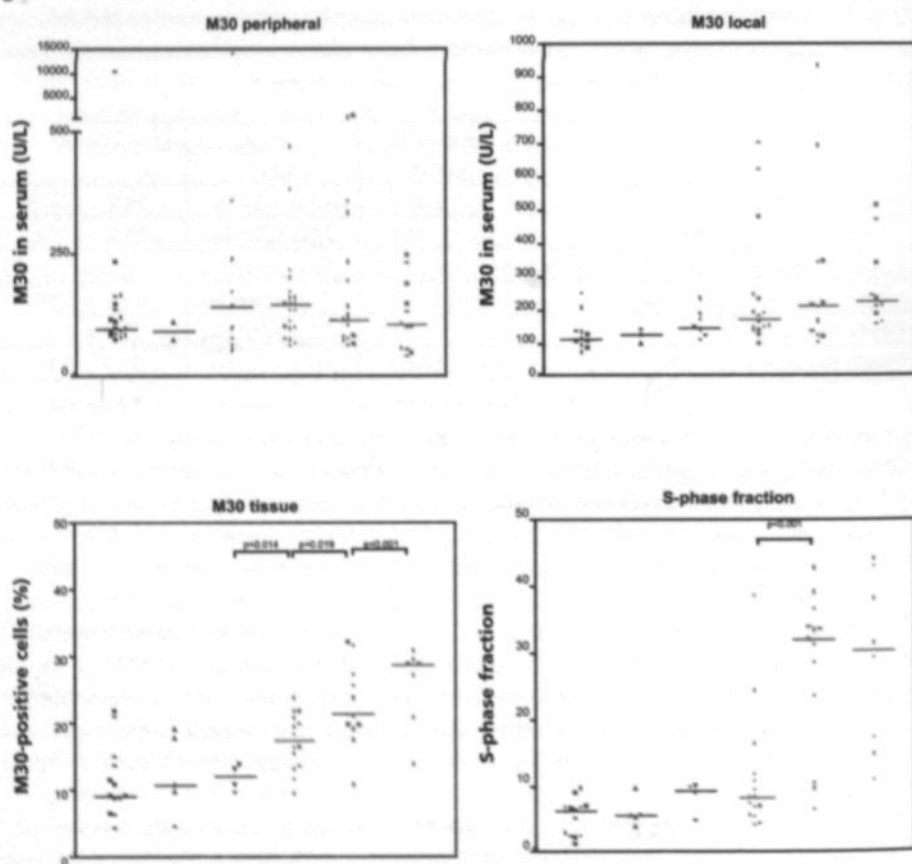 M30 peripheral
M30 in serum (U/L)
15000
10000
5000
500
250
0
M30 local
M30 in serum (U/L)
1000
900
800
700
600
500
400
300
200
100
0
M30 tissue
M30-positive cells (%)
50
40
30
20
10
0
p=0.014
p=0.019
p<0.001
S-phase fraction
S-phase fraction
50
40
30
20
10
0
p<0.001